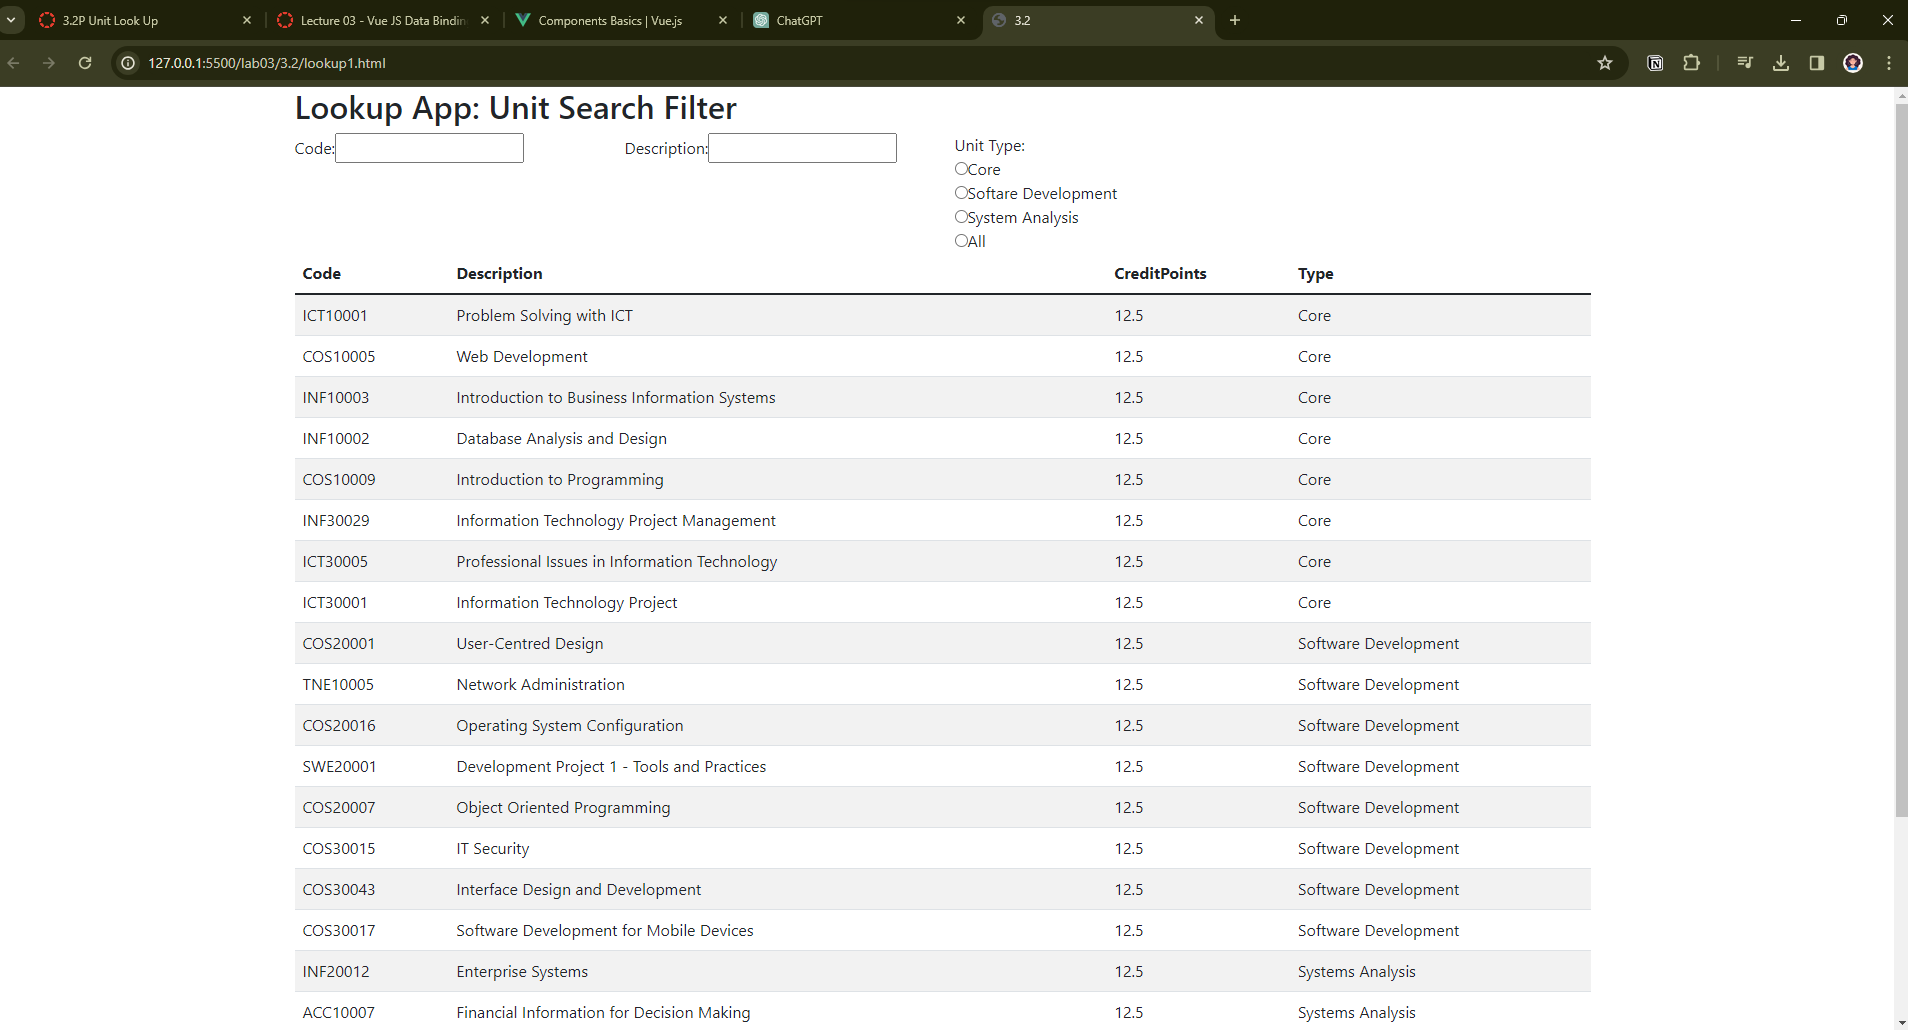 3.2P Unit Look Up
Lecture 03 - Vue JS Data Bindin
Components Basics | Vue.js
ChatGPT
3.2
127.0.0.1:5500/lab03/3.2/lookup1.html
Lookup App: Unit Search Filter
Code:
Description:
Unit Type:
Core
Softare Development
System Analysis
All
Code Description CreditPoints Type
ICT10001 Problem Solving with ICT 12.5 Core
COS10005 Web Development 12.5 Core
INF10003 Introduction to Business Information Systems 12.5 Core
INF10002 Database Analysis and Design 12.5 Core
COS10009 Introduction to Programming 12.5 Core
INF30029 Information Technology Project Management 12.5 Core
ICT30005 Professional Issues in Information Technology 12.5 Core
ICT30001 Information Technology Project 12.5 Core
COS20001 User-Centred Design 12.5 Software Development
TNE10005 Network Administration 12.5 Software Development
COS20016 Operating System Configuration 12.5 Software Development
SWE20001 Development Project 1 - Tools and Practices 12.5 Software Development
COS20007 Object Oriented Programming 12.5 Software Development
COS30015 IT Security 12.5 Software Development
COS30043 Interface Design and Development 12.5 Software Development
COS30017 Software Development for Mobile Devices 12.5 Software Development
INF20012 Enterprise Systems 12.5 Systems Analysis
ACC10007 Financial Information for Decision Making 12.5 Systems Analysis